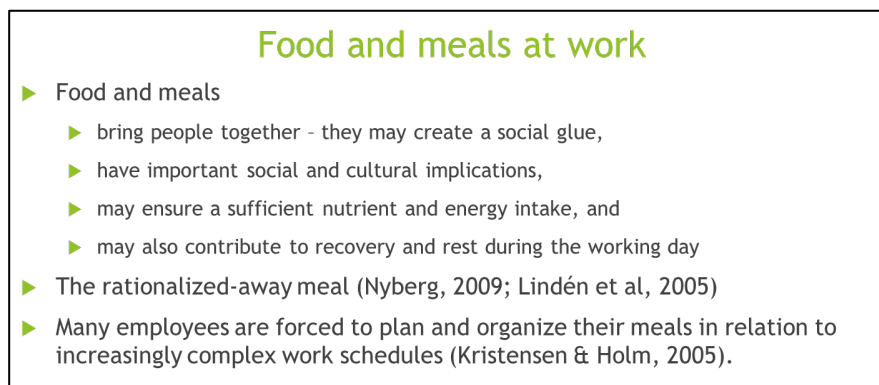 Food and meals at work
Food and meals
bring people together – they may create a social glue,
have important social and cultural implications,
may ensure a sufficient nutrient and energy intake, and
may also contribute to recovery and rest during the working day
The rationalized-away meal (Nyberg, 2009; Lindén et al, 2005)
Many employees are forced to plan and organize their meals in relation to
increasingly complex work schedules (Kristensen & Holm, 2005).